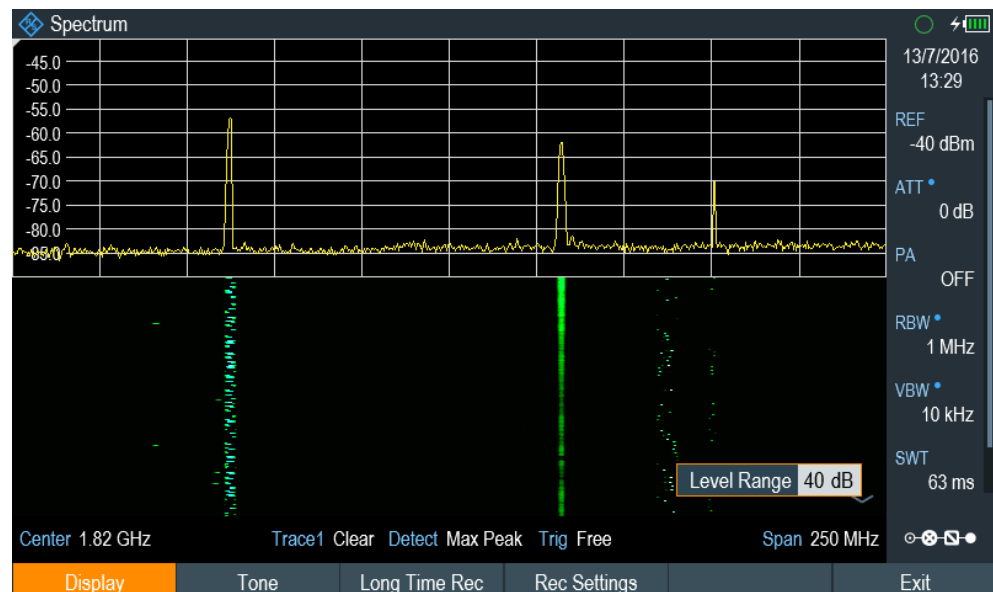 Spectrum
-45.0
-50.0
-55.0
-60.0
-65.0
-70.0
-75.0
-80.0
-85.0
13/7/2016
13:29
REF
-40 dBm
ATT
0 dB
PA
OFF
RBW
1 MHz
VBW
10 kHz
SWT
63 ms
Level Range 40 dB
Center 1.82 GHz Trace1 Clear Detect Max Peak Trig Free Span 250 MHz
Display Tone Long Time Rec Rec Settings Exit